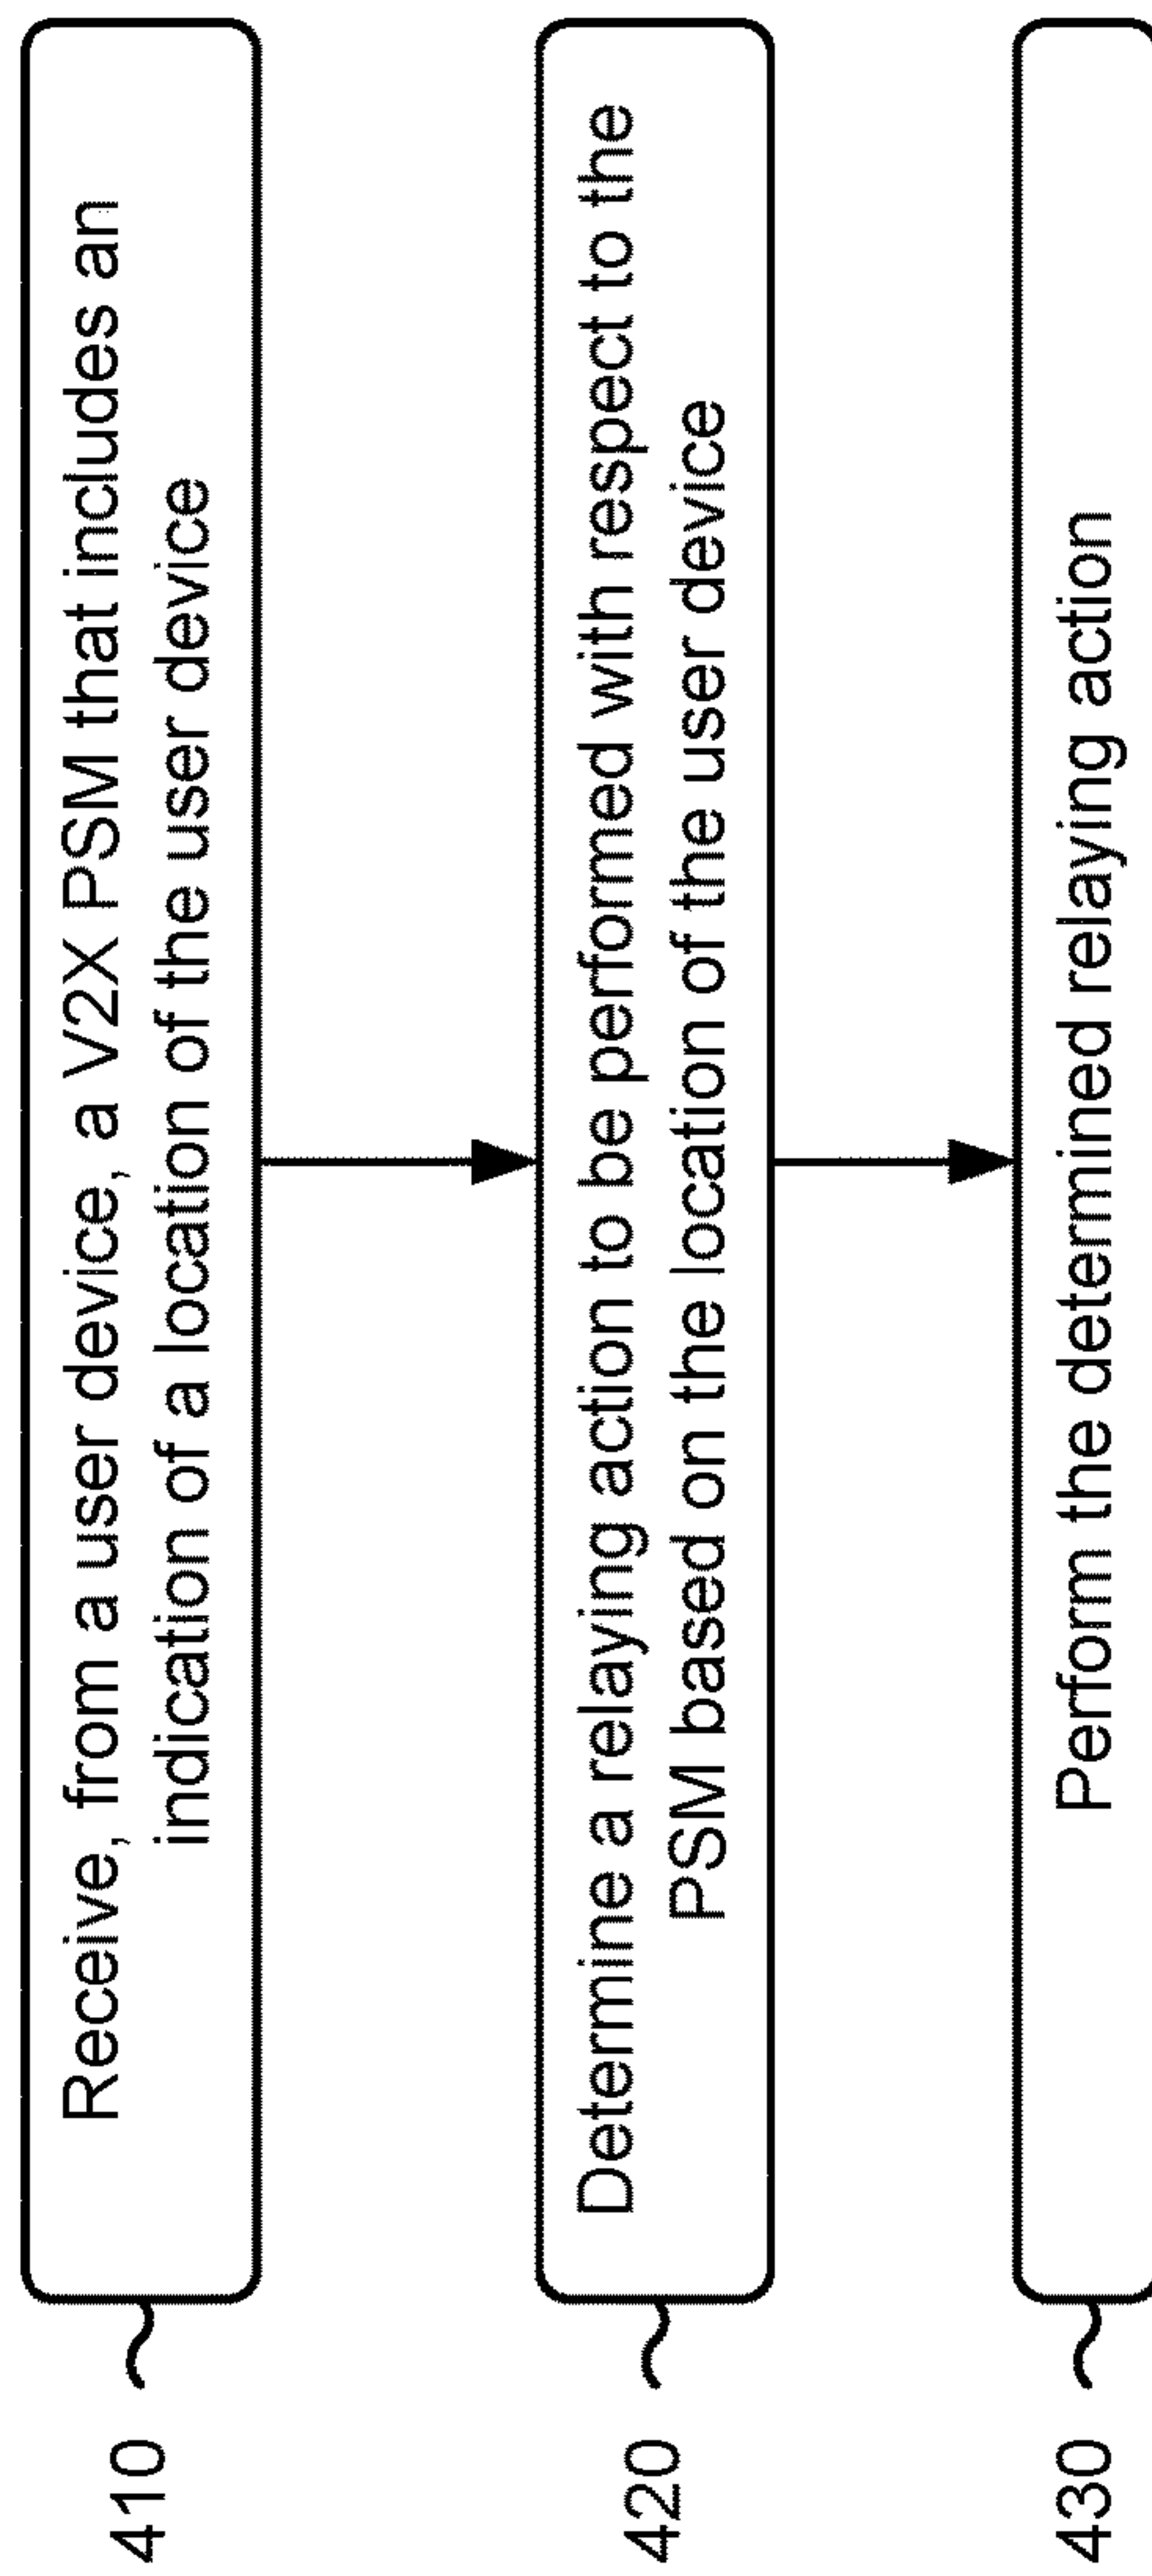 410
Receive, from a user device, a V2X PSM that includes an
indication of a location of the user device
420
Determine a relaying action to be performed with respect to the
PSM based on the location of the user device
430
Perform the determined relaying action